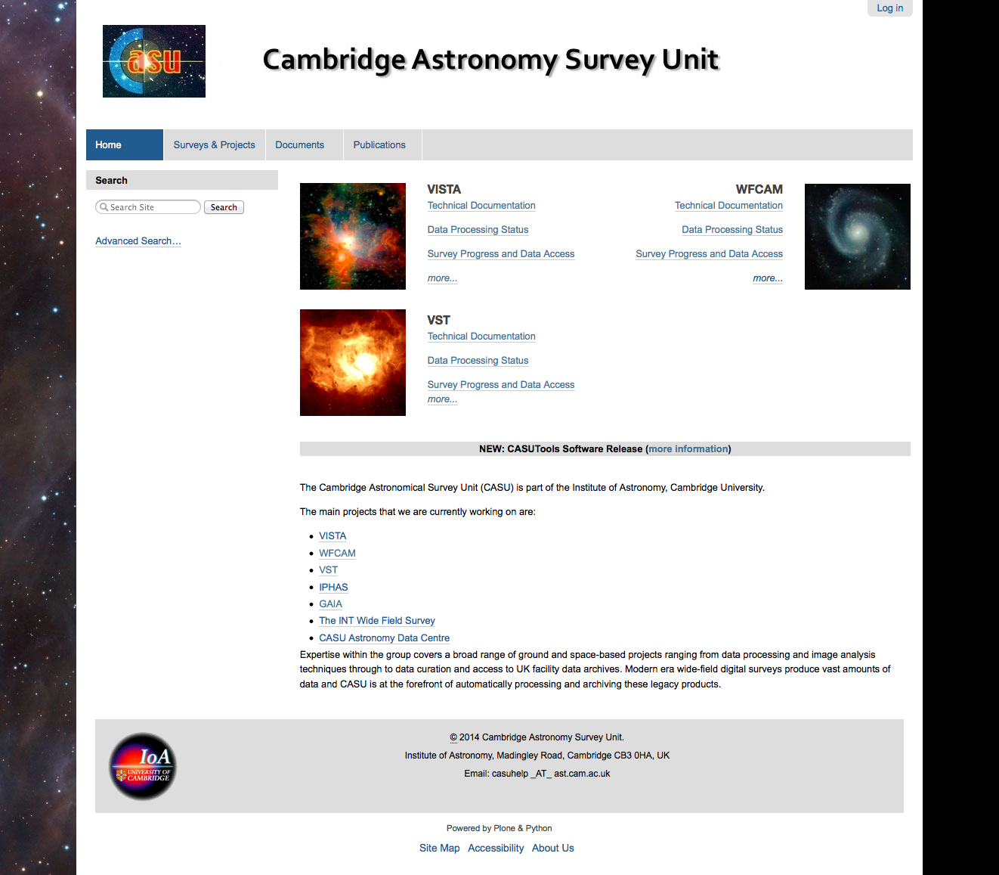 Log in
casu
Cambridge Astronomy Survey Unit
Home
Surveys & Projects
Documents
Publications
Search
Search Site
Search
Advanced Search...
VISTA
Technical Documentation
Data Processing Status
Survey Progress and Data Access
more...
WFCAM
Technical Documentation
Data Processing Status
Survey Progress and Data Access
more...
VST
Technical Documentation
Data Processing Status
Survey Progress and Data Access
more...
NEW: CASUTools Software Release (more information)
The Cambridge Astronomical Survey Unit (CASU) is part of the Institute of Astronomy, Cambridge University.
The main projects that we are currently working on are:
VISTA
WFCAM
VST
IPHAS
GAIA
The INT Wide Field Survey
CASU Astronomy Data Centre
Expertise within the group covers a broad range of ground and space-based projects ranging from data processing and image analysis
techniques through to data curation and access to UK facility data archives. Modern era wide-field digital surveys produce vast amounts of
data and CASU is at the forefront of automatically processing and archiving these legacy products.
IoA
UNIVERSITY OF
CAMBRIDGE
© 2014 Cambridge Astronomy Survey Unit.
Institute of Astronomy, Madingley Road, Cambridge CB3 0HA, UK
Email: casuhelp _AT_ ast.cam.ac.uk
Powered by Plone & Python
Site Map Accessibility About Us